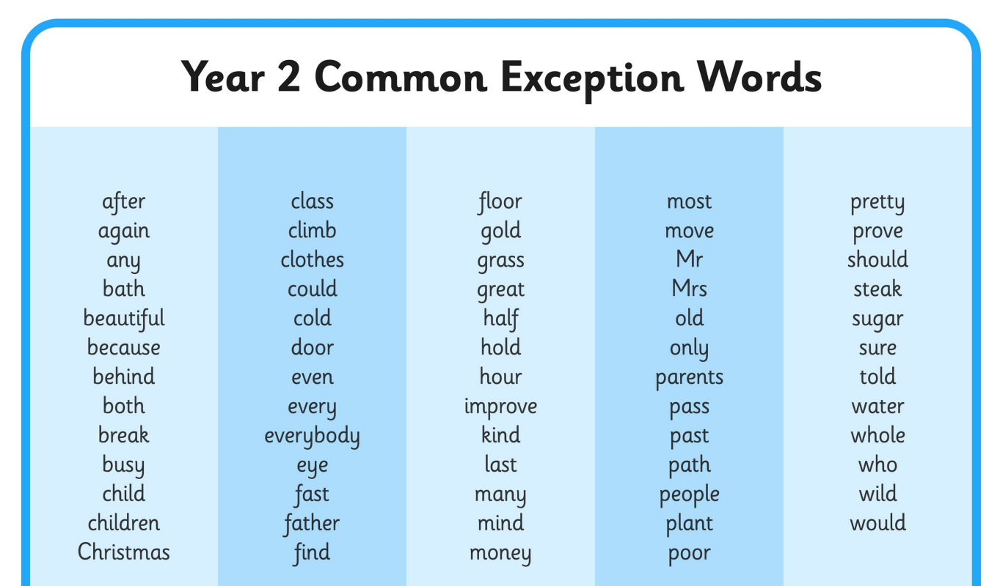 Year 2 Common Exception Words
after
again
any
bath
beautiful
because
behind
both
break
busy
child
children
Christmas
class
climb
clothes
could
cold
door
even
every
everybody
eye
fast
father
find
floor
gold
grass
great
half
hold
hour
improve
kind
last
many
mind
money
most
move
Mr
Mrs
old
only
parents
pass
past
path
people
plant
poor
pretty
prove
should
steak
sugar
sure
told
water
whole
who
wild
would